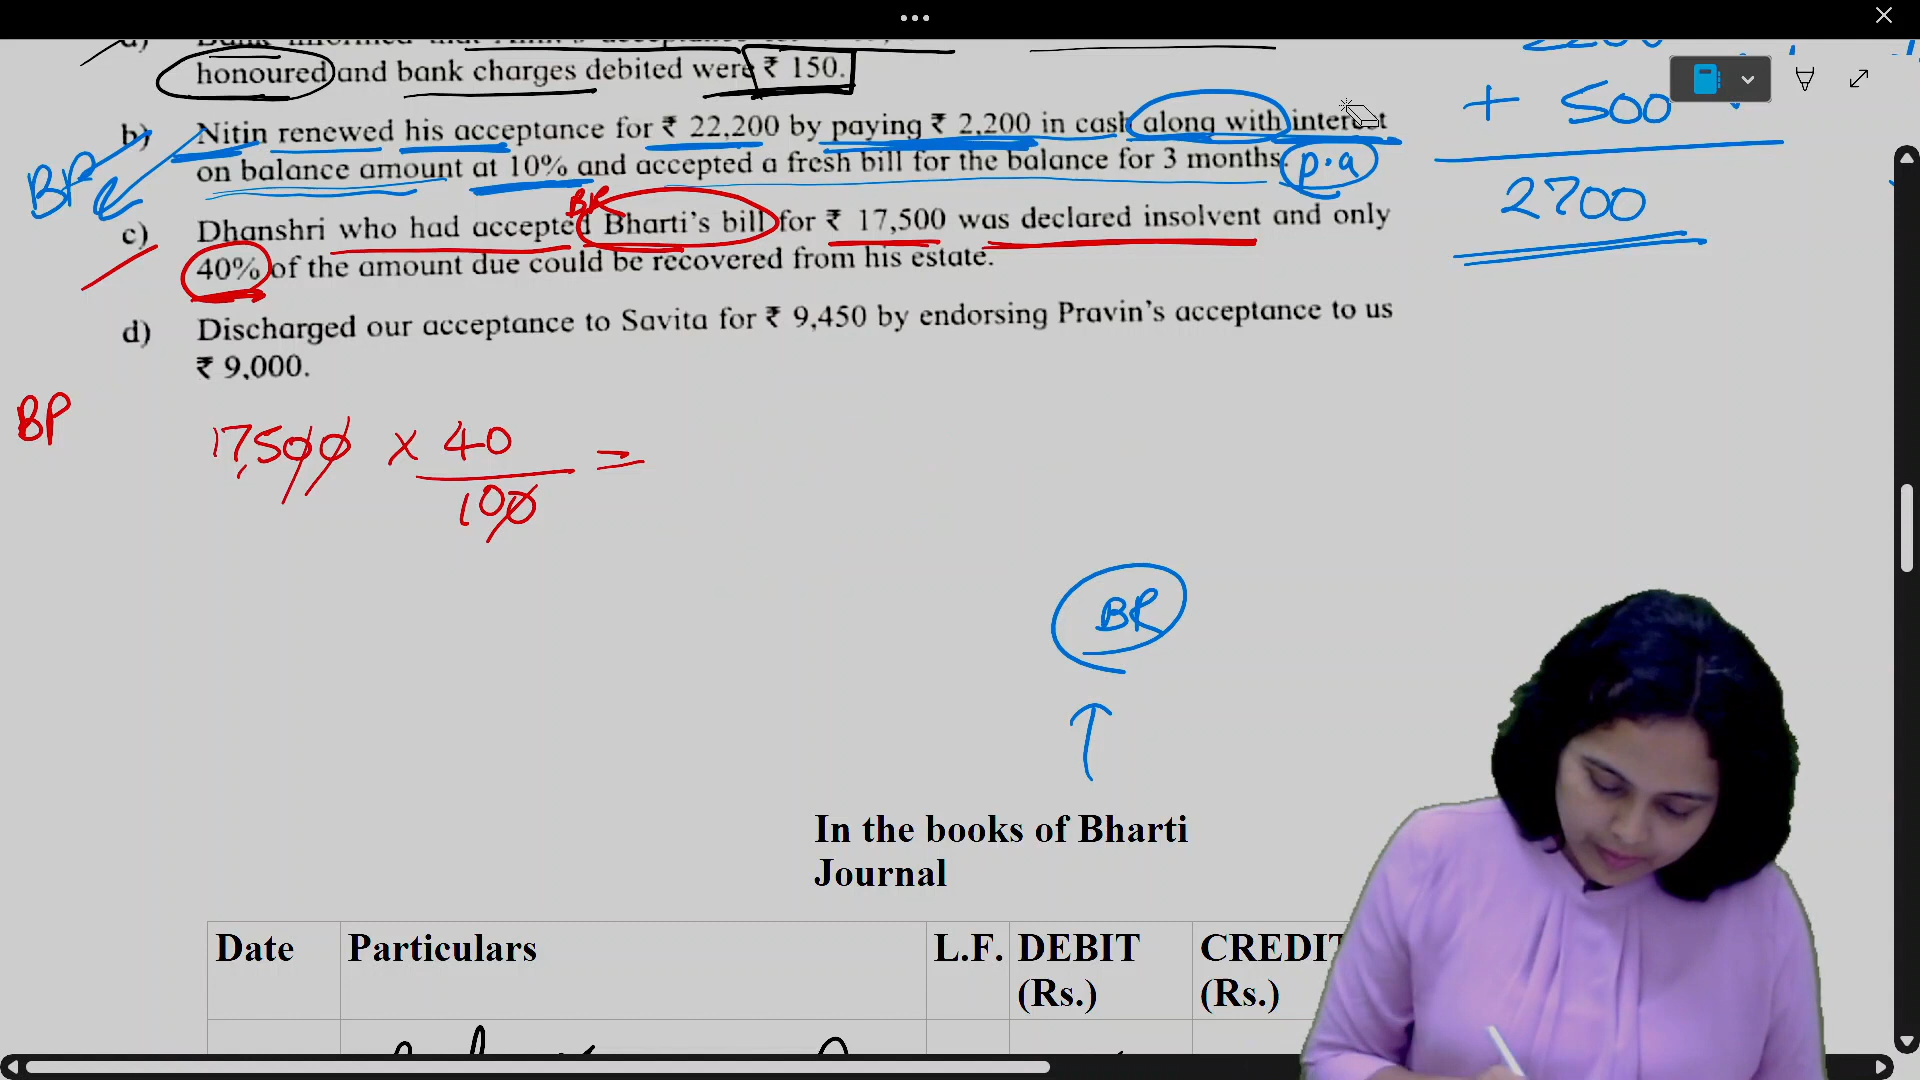 honoured and bank charges debited were ₹ 150.
b) Nitin renewed his acceptance for ₹ 22,200 by paying ₹ 2,200 in cash along with interest
on balance amount at 10% and accepted a fresh bill for the balance for 3 months. p.a
BR
c) Dhanshri who had accepted Bharti's bill for ₹ 17,500 was declared insolvent and only
40% of the amount due could be recovered from his estate.
d) Discharged our acceptance to Savita for ₹ 9,450 by endorsing Pravin's acceptance to us
₹ 9,000.
+ 500
2700
BP
17,500 × 40 =
100
BR
In the books of Bharti
Journal
Date Particulars L.F. DEBIT CREDIT
(Rs.) (Rs.)